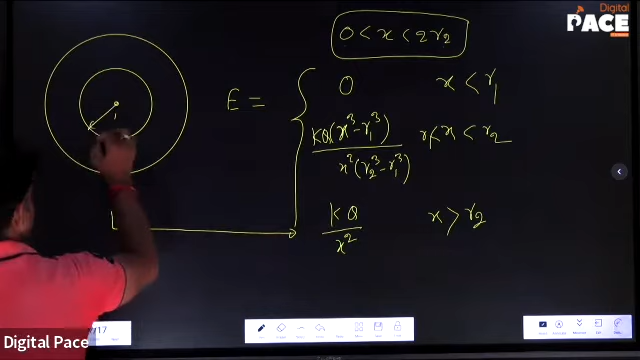 Digital
PACE
0 < x < 2r₂
E =
0 x < r₁
KQ(x³-r₁³) / x²(r₂³-r₁³) r₁< x < r₂
KQ / x² x > r₂
/17
Digital Pace